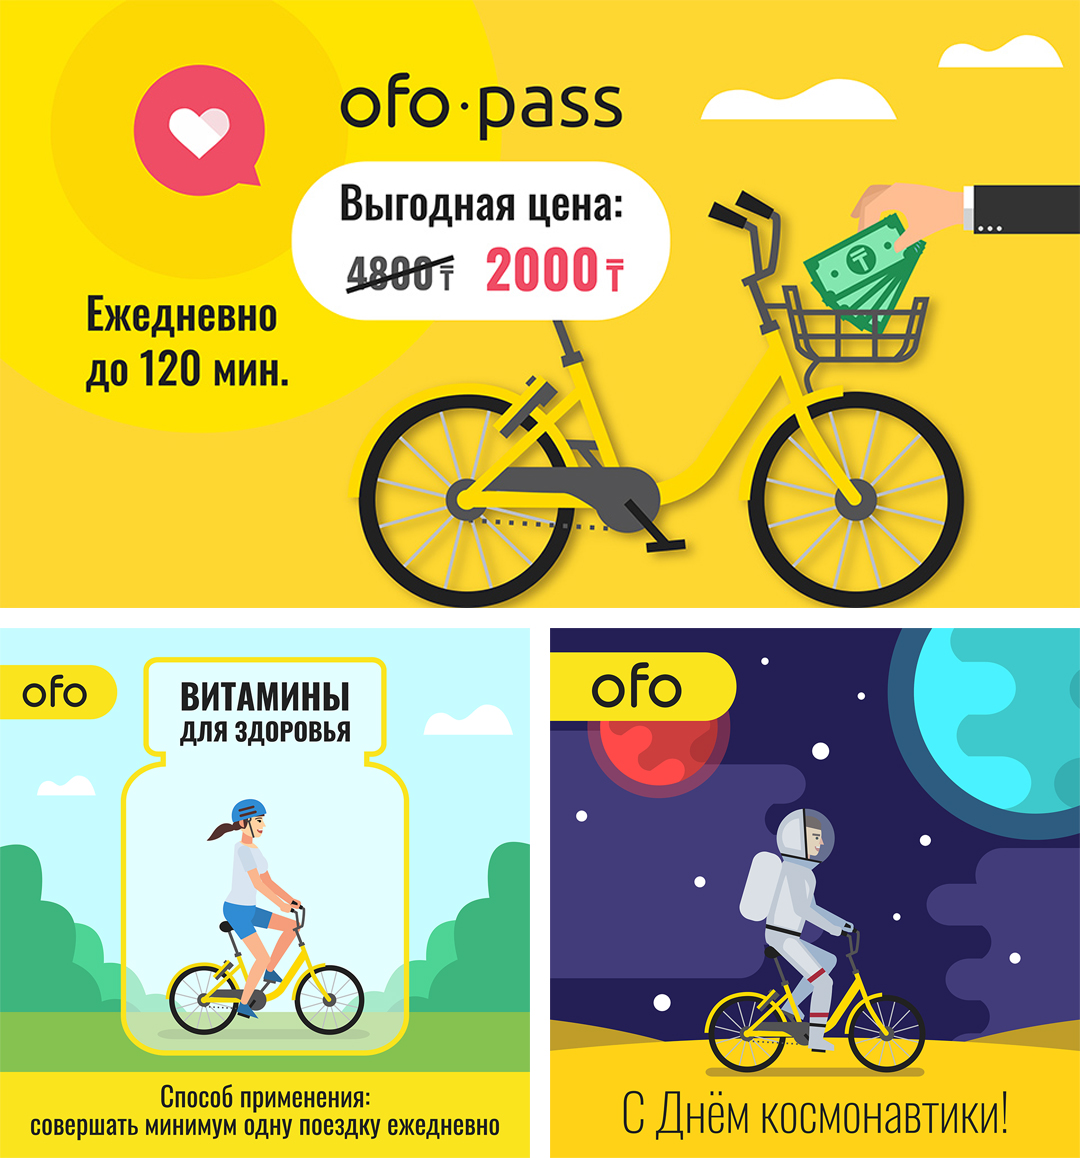 ofo·pass
Выгодная цена:
4800₸ 2000₸
Ежедневно
до 120 мин.
₸
ofo
ВИТАМИНЫ
ДЛЯ ЗДОРОВЬЯ
Способ применения:
совершать минимум одну поездку ежедневно
ofo
С Днём космонавтики!